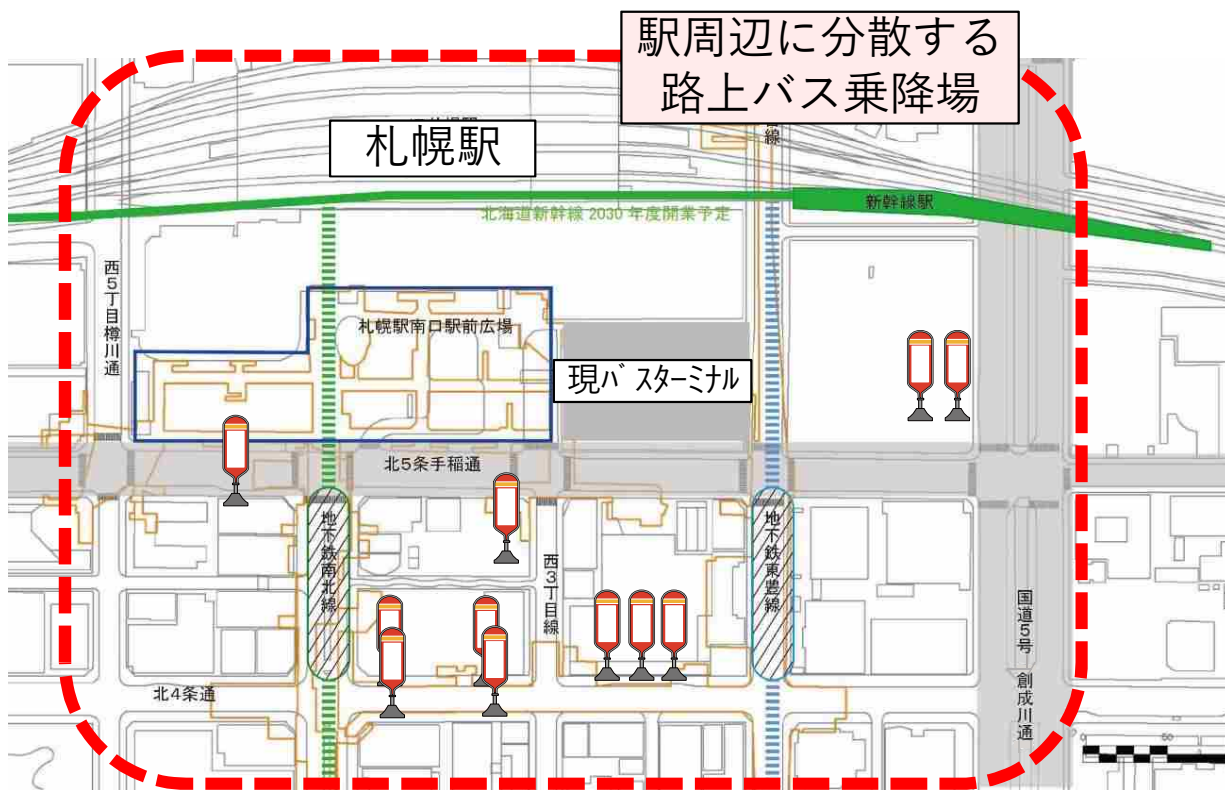 駅周辺に分散する
路上バス乗降場
札幌駅
線
新幹線駅
北海道新幹線 2030 年度開業予定
西5丁目樽川通
札幌駅南口駅前広場
現バスターミナル
北5条手稲通
地下鉄南北線
西3丁目線
地下鉄東豊線
国道5号
創成川通
北4条通
0
50